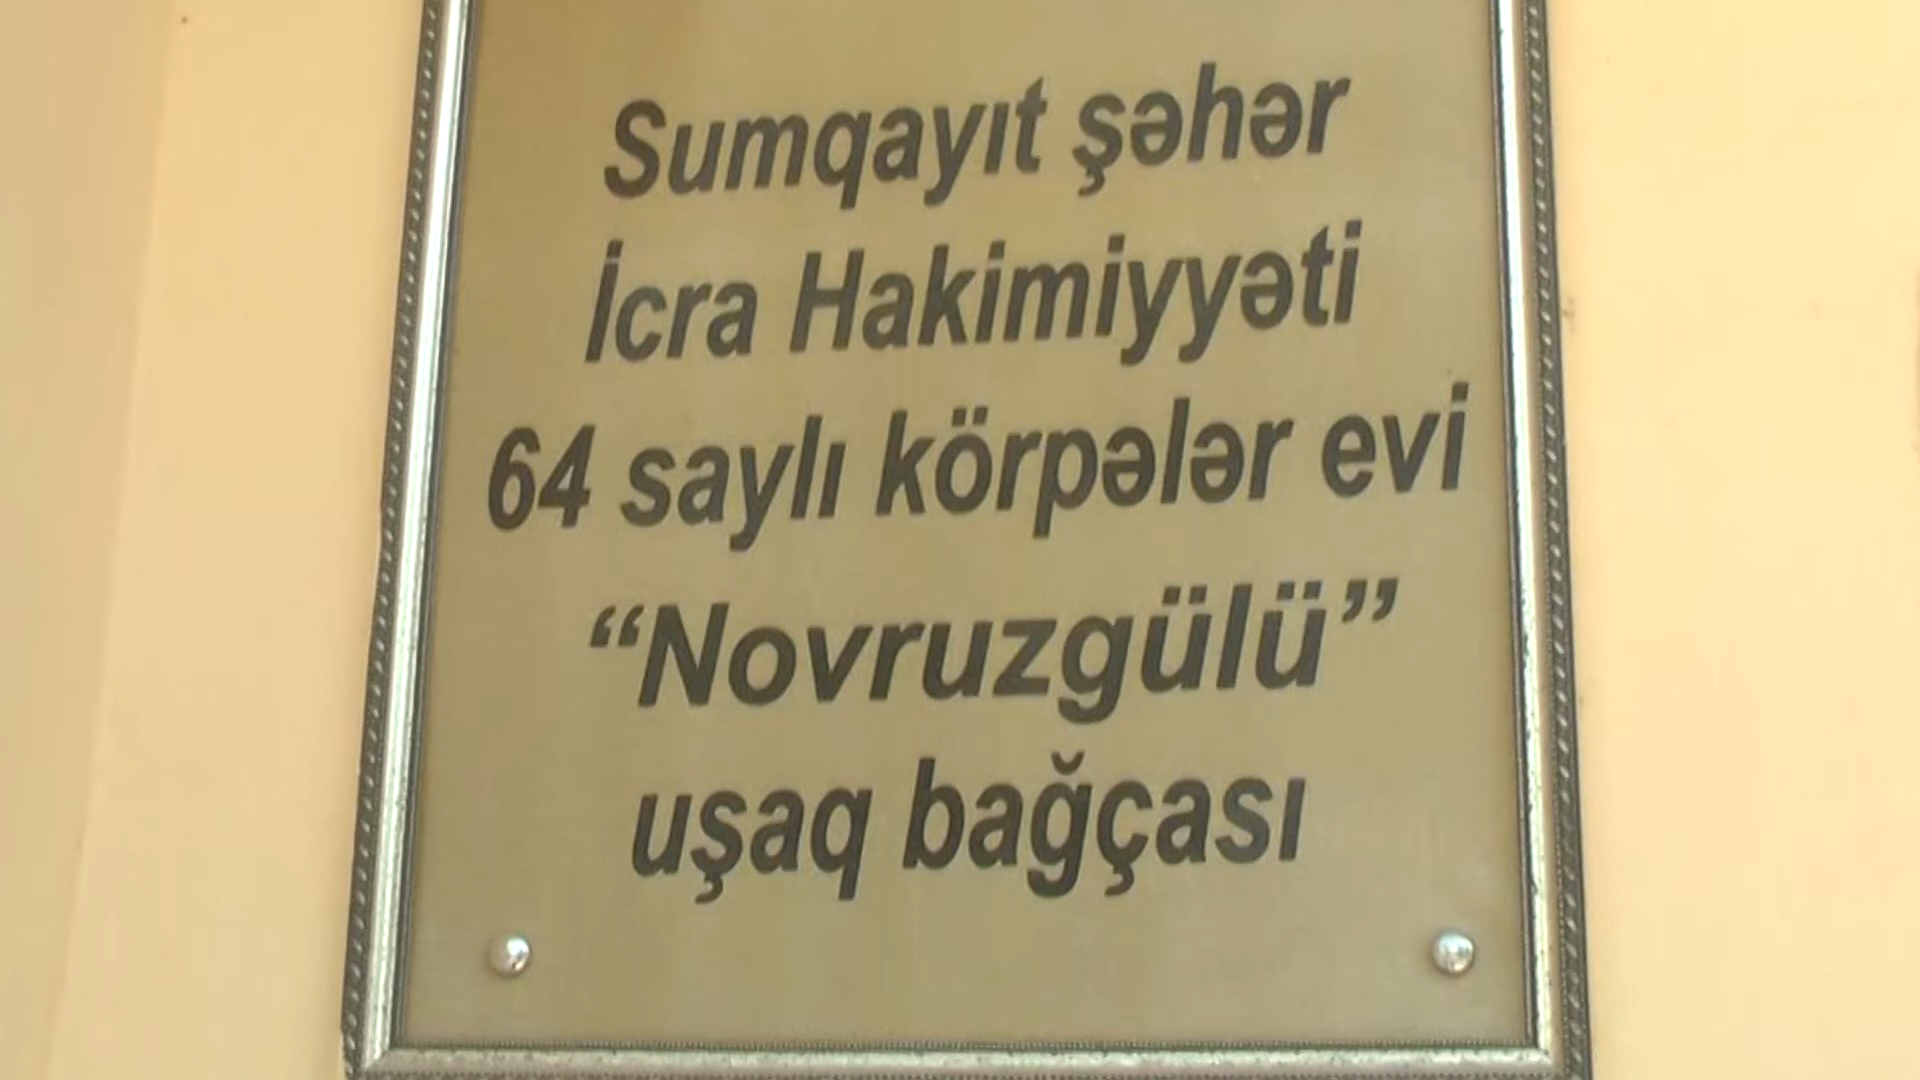 Sumqayıt şəhər
İcra Hakimiyyəti
64 saylı körpələr evi
“Novruzgülü”
uşaq bağçası